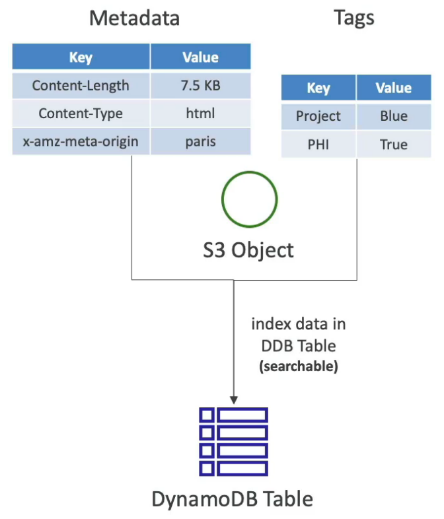 Metadata
Tags
Key Value
Content-Length 7.5 KB
Content-Type html
x-amz-meta-origin paris
Key Value
Project Blue
PHI True
S3 Object
index data in
DDB Table
(searchable)
DynamoDB Table